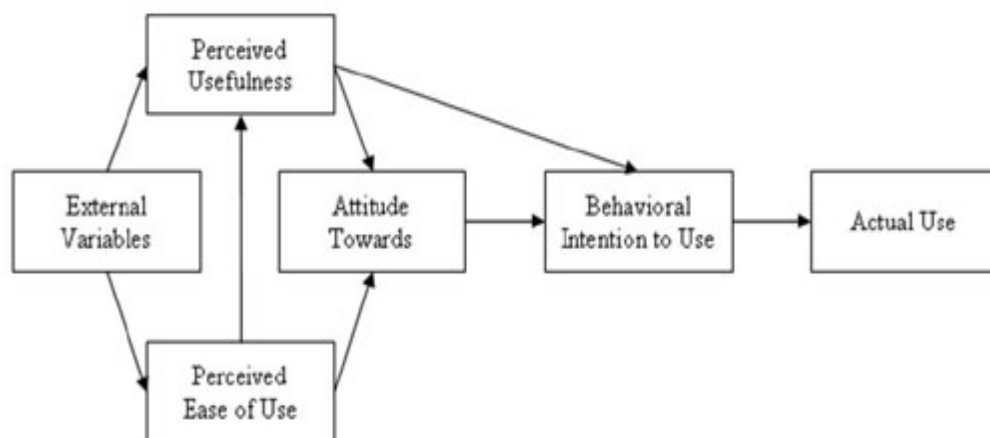 Perceived
Usefulness
External
Variables
Attitude
Towards
Behavioral
Intention to Use
Actual Use
Perceived
Ease of Use